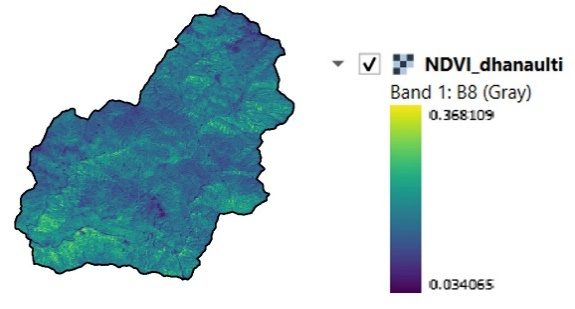 NDVI_dhanaulti
Band 1: B8 (Gray)
0.368109
0.034065